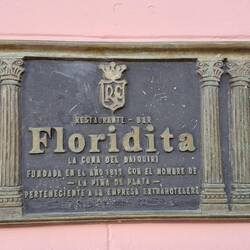 RESTAURANTE - BAR
Floridita
LA CUNA DEL DAIQUIRI
FUNDADA EN EL AÑO 1817 CON EL NOMBRE DE
- LA PIÑA DE PLATA -
PERTENECIENTE A LA EMPRESA EXTRAHOTELERA